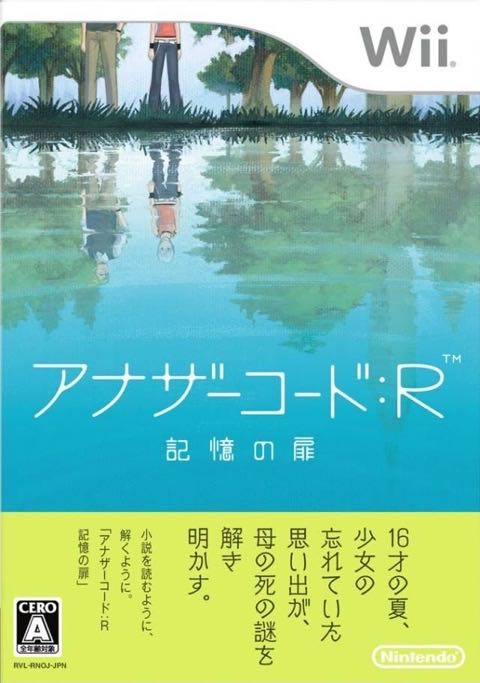 Wii
アナザーコード:R™
記憶の扉
16才の夏、
少女の
忘れていた
思い出が、
母の死の謎を
解き
明かす。
小説を読むように、
解くように。
「アナザーコード:R
記憶の扉」
CERO
A
全年齢対象
RVL-RNOJ-JPN
Nintendo